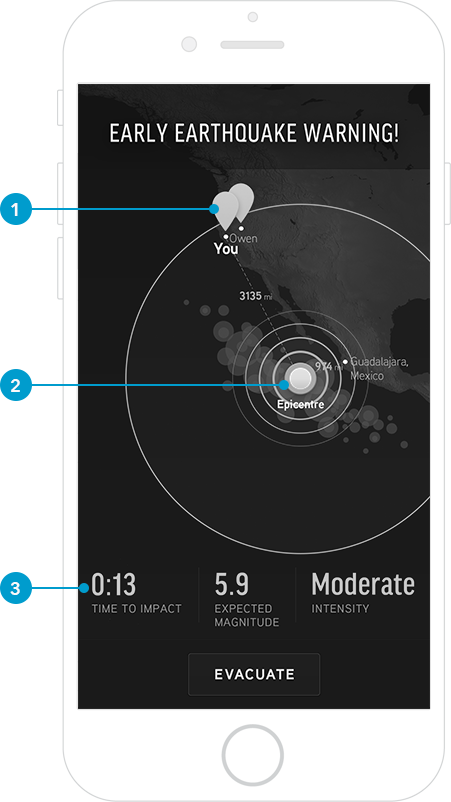 EARLY EARTHQUAKE WARNING!
1
Owen
You
3135 mi
974 mi
Guadalajara,
Mexico
2
Epicentre
3
0:13
TIME TO IMPACT
5.9
EXPECTED
MAGNITUDE
Moderate
INTENSITY
EVACUATE